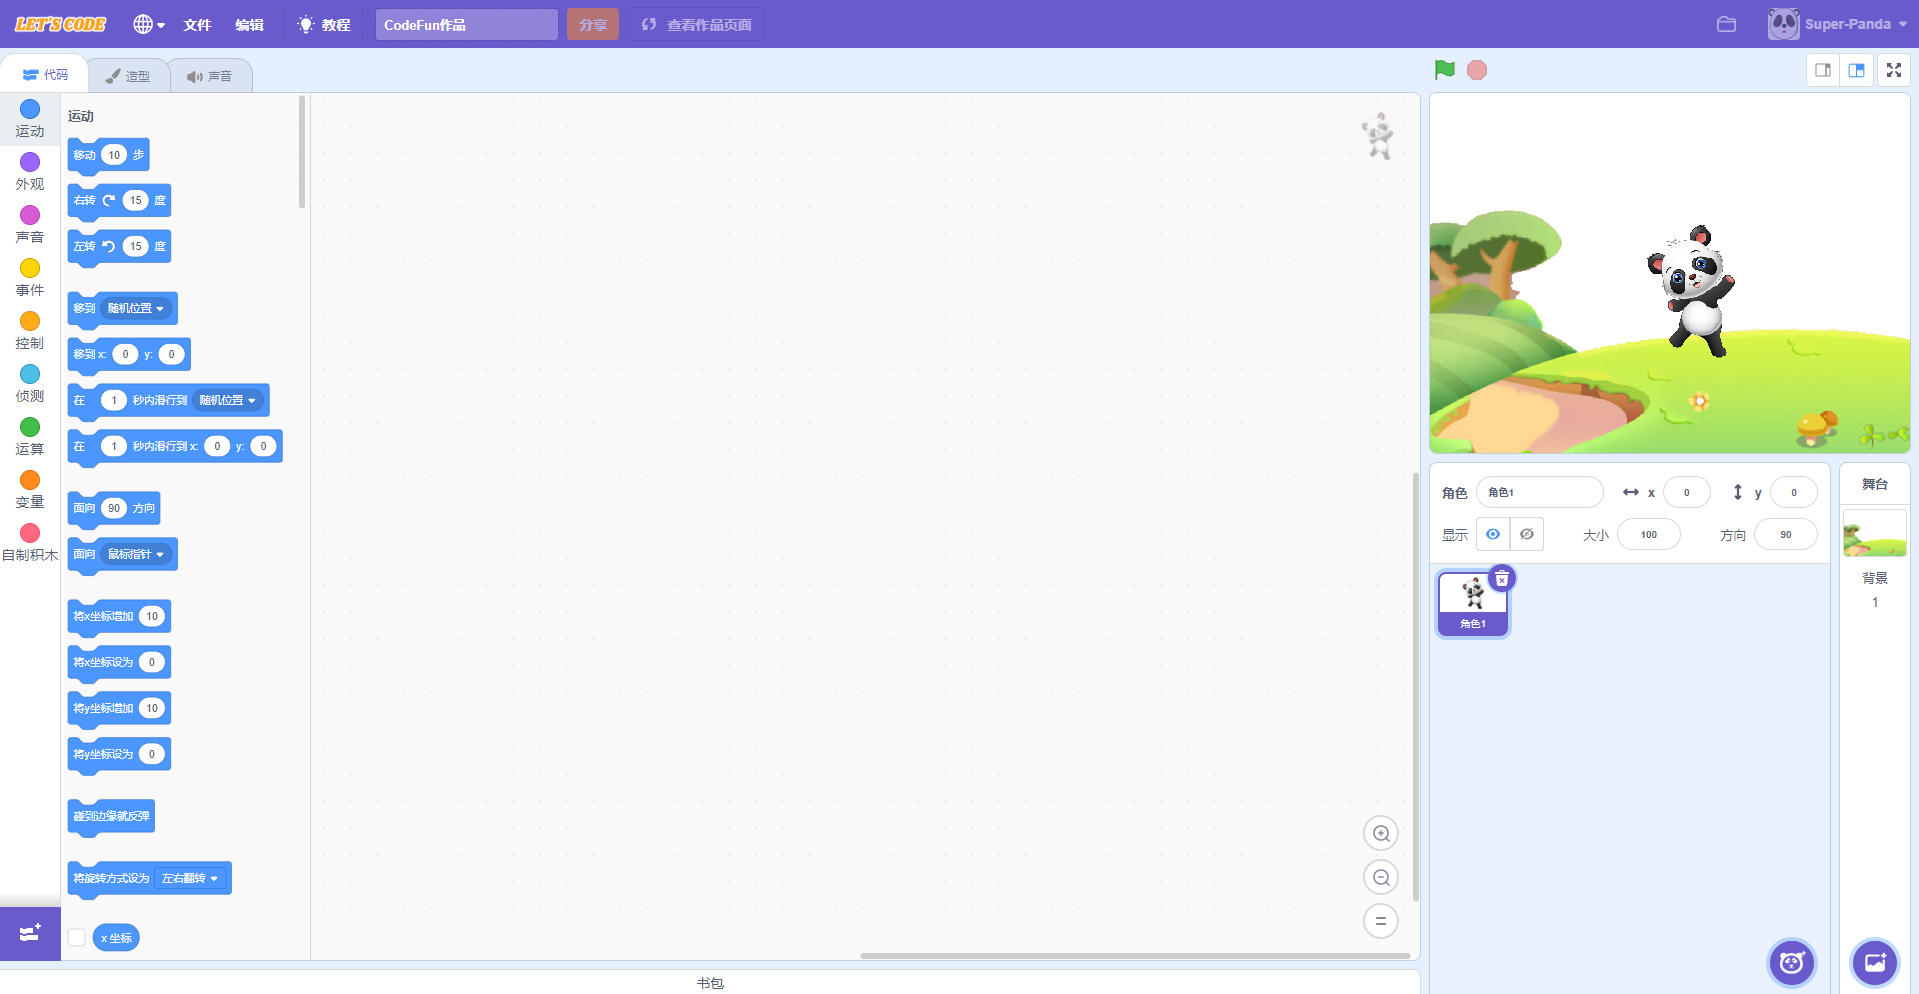 LET'S CODE 文件 编辑 教程 CodeFun作品 分享 查看作品页面 Super-Panda
代码 造型 声音
运动
外观
声音
事件
控制
侦测
运算
变量
自制积木
运动
移动 10 步
右转 15 度
左转 15 度
移到 随机位置
移到 x: 0 y: 0
在 1 秒内滑行到 随机位置
在 1 秒内滑行到 x: 0 y: 0
面向 90 方向
面向 鼠标指针
将x坐标增加 10
将x坐标设为 0
将y坐标增加 10
将y坐标设为 0
碰到边缘就反弹
将旋转方式设为 左右翻转
x 坐标
书包
角色 角色1 x 0 y 0
显示 大小 100 方向 90
角色1
舞台
背景
1